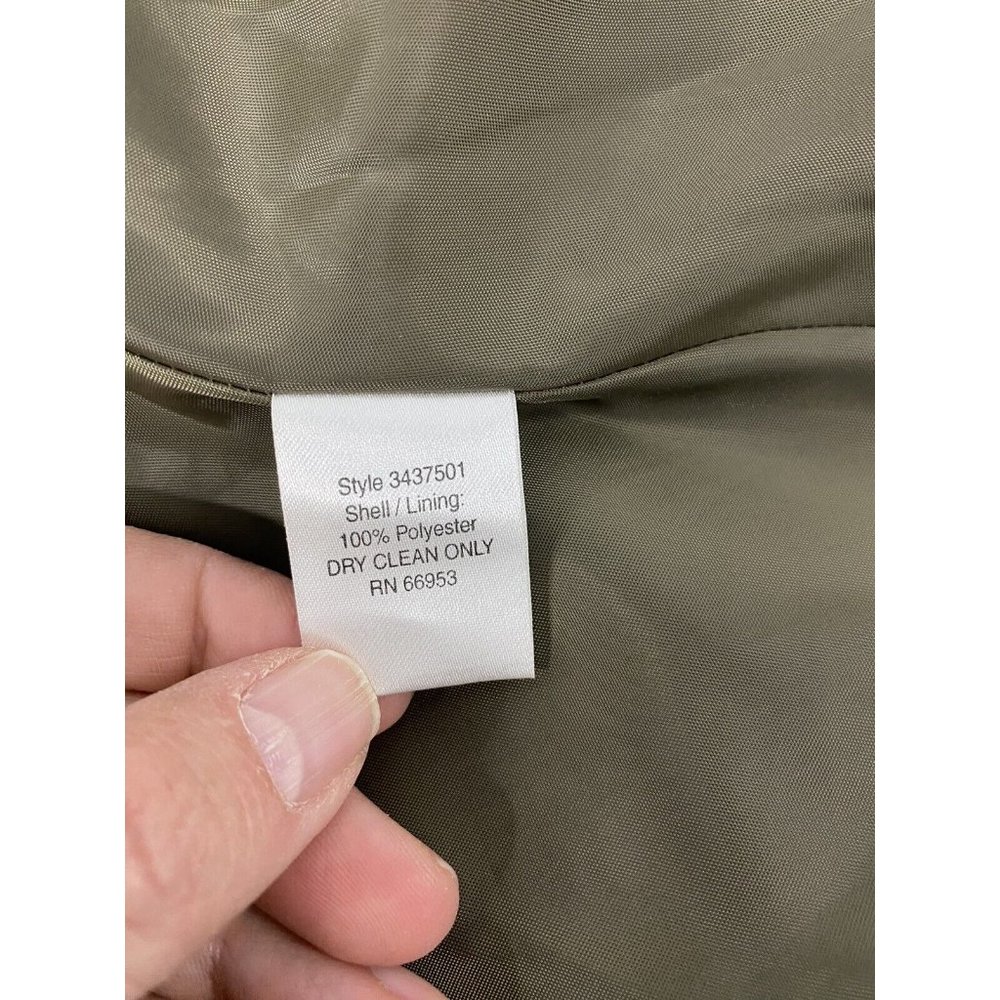 Style 3437501
Shell / Lining:
100% Polyester
DRY CLEAN ONLY
RN 66953